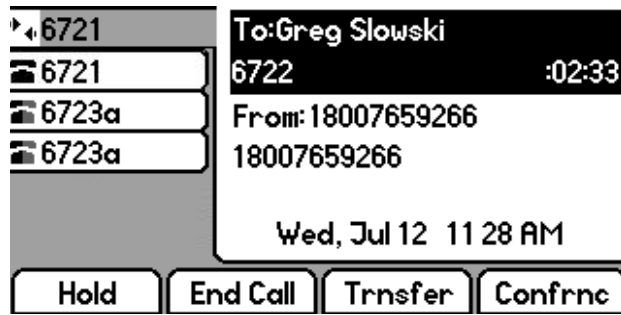 6721
6721
6723a
6723a
To:Greg Slowski
6722 :02:33
From:18007659266
18007659266
Wed, Jul 12 11 28 AM
Hold End Call Trnsfer Confrnc